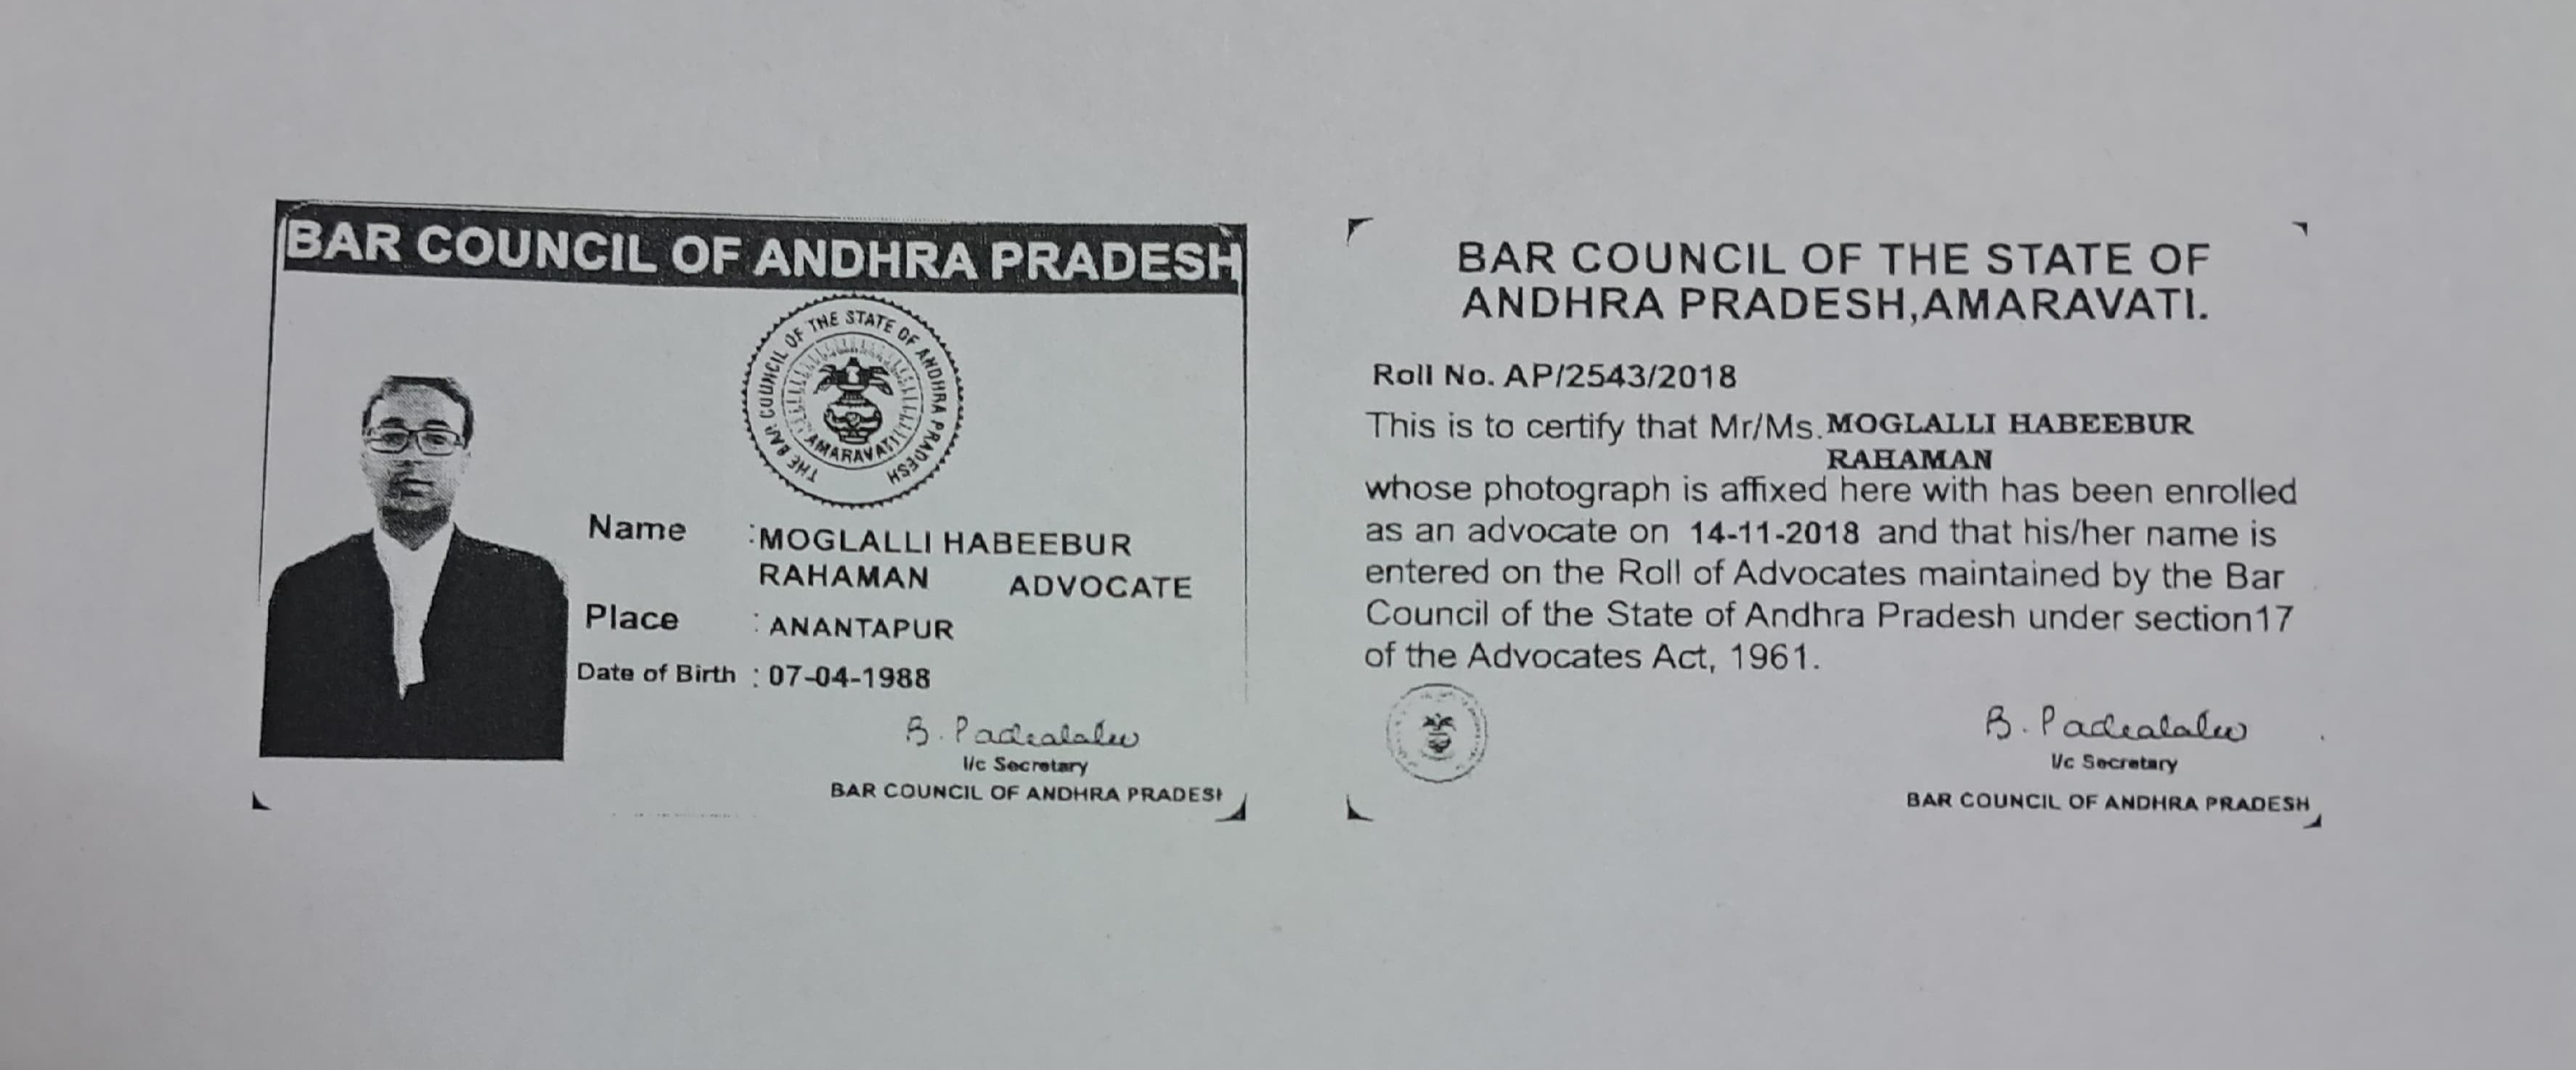 BAR COUNCIL OF ANDHRA PRADESH
THE BAR COUNCIL OF THE STATE OF ANDHRA PRADESH
AMARAVATI
Name : MOGLALLI HABEEBUR
RAHAMAN ADVOCATE
Place : ANANTAPUR
Date of Birth : 07-04-1988
I/c Secretary
BAR COUNCIL OF ANDHRA PRADESH
BAR COUNCIL OF THE STATE OF
ANDHRA PRADESH,AMARAVATI.
Roll No. AP/2543/2018
This is to certify that Mr/Ms. MOGLALLI HABEEBUR
RAHAMAN
whose photograph is affixed here with has been enrolled
as an advocate on 14-11-2018 and that his/her name is
entered on the Roll of Advocates maintained by the Bar
Council of the State of Andhra Pradesh under section17
of the Advocates Act, 1961.
I/c Secretary
BAR COUNCIL OF ANDHRA PRADESH